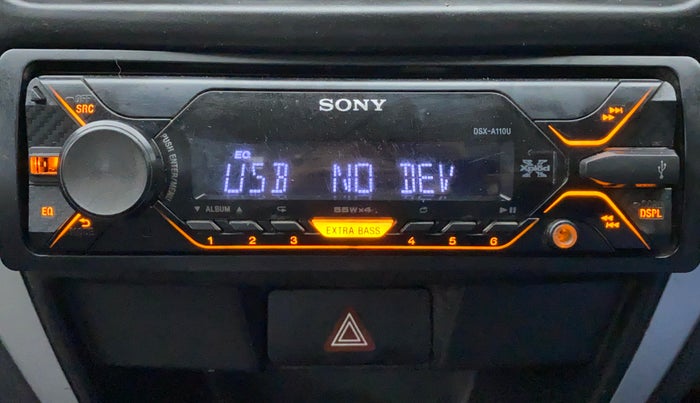 SRC
SONY
DSX-A110U
PUSH ENTER/MENU
EQ
USB NO DEV
Xplod
EQ
▼ ALBUM ▲
55W×4
DSPL
EXTRA BASS
1 2 3 4 5 6